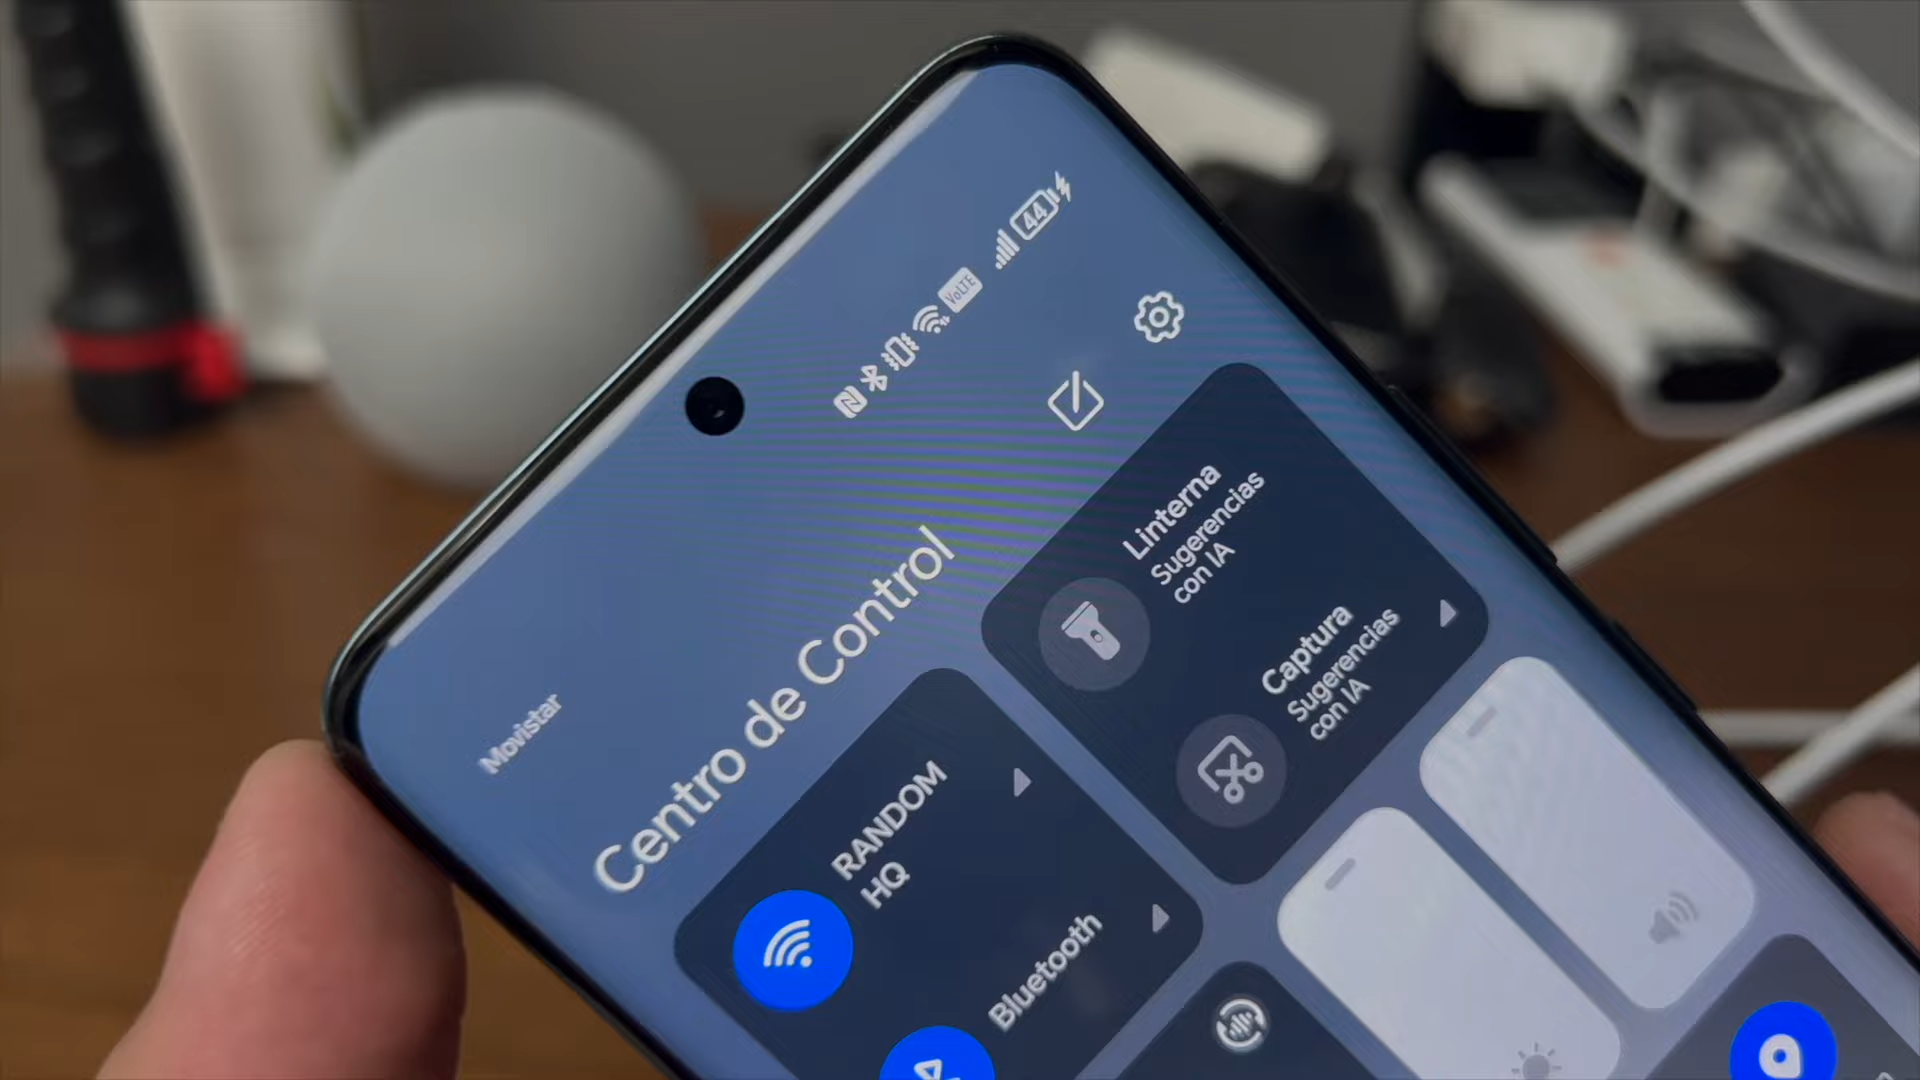 Movistar
VoLTE
44
Centro de Control
RANDOM
HQ
Bluetooth
Linterna
Sugerencias
con IA
Captura
Sugerencias
con IA